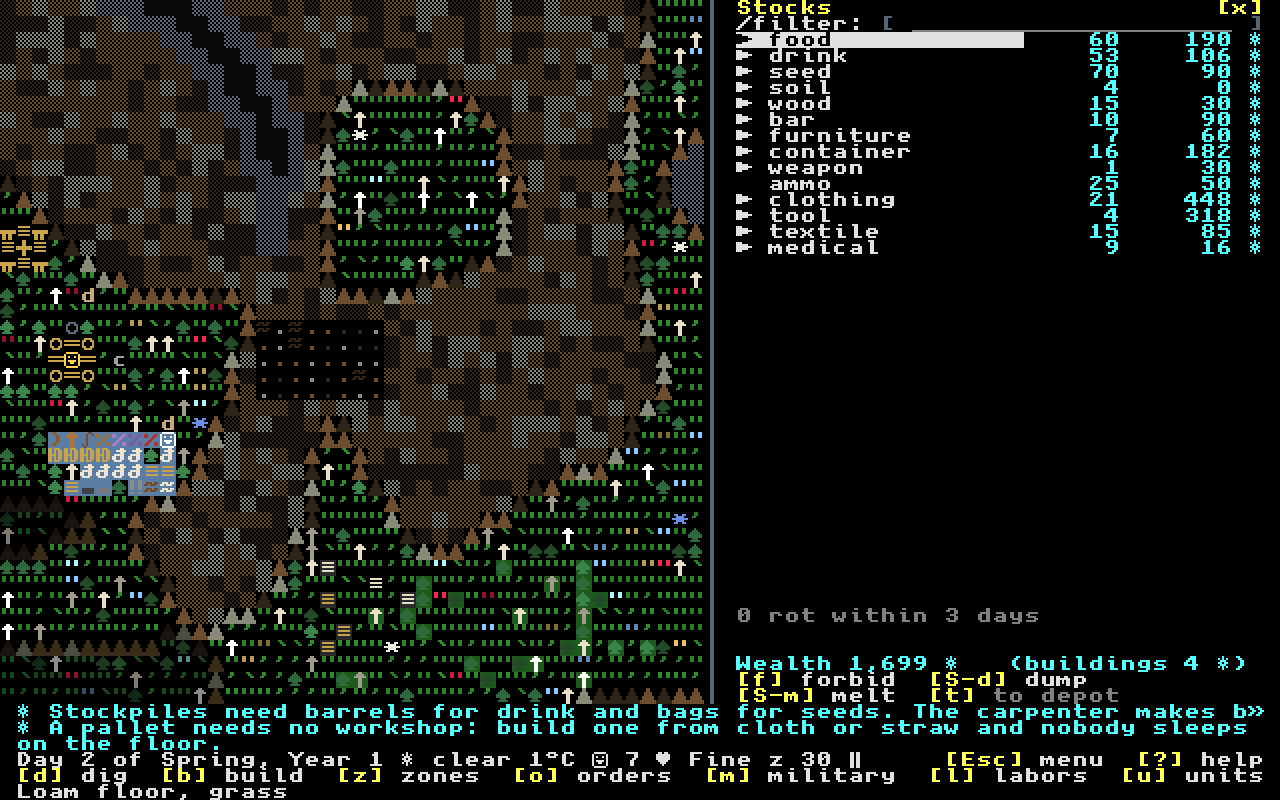 Stocks [x]
/filter: [ ]
► food 60 190 *
► drink 53 106 *
► seed 70 90 *
► soil 4 0 *
► wood 15 30 *
► bar 10 90 *
► furniture 7 60 *
► container 16 182 *
► weapon 1 30 *
ammo 25 50 *
► clothing 21 448 *
► tool 4 318 *
► textile 15 85 *
► medical 9 16 *
0 rot within 3 days
Wealth 1,699 * (buildings 4 *)
[f] forbid [S-d] dump
[S-m] melt [t] to depot
* Stockpiles need barrels for drink and bags for seeds. The carpenter makes b»
* A pallet needs no workshop: build one from cloth or straw and nobody sleeps
on the floor.
Day 2 of Spring, Year 1 * clear 1°C ☺ 7 ♥ Fine z 30 ‖ [Esc] menu [?] help
[d] dig [b] build [z] zones [o] orders [m] military [l] labors [u] units
Loam floor, grass